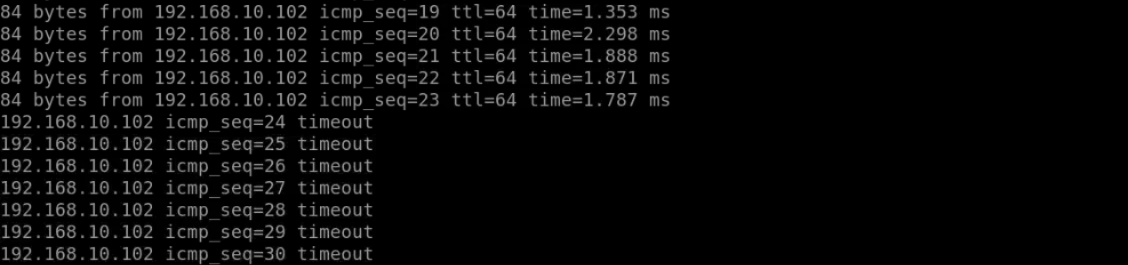 84 bytes from 192.168.10.102 icmp_seq=19 ttl=64 time=1.353 ms
84 bytes from 192.168.10.102 icmp_seq=20 ttl=64 time=2.298 ms
84 bytes from 192.168.10.102 icmp_seq=21 ttl=64 time=1.888 ms
84 bytes from 192.168.10.102 icmp_seq=22 ttl=64 time=1.871 ms
84 bytes from 192.168.10.102 icmp_seq=23 ttl=64 time=1.787 ms
192.168.10.102 icmp_seq=24 timeout
192.168.10.102 icmp_seq=25 timeout
192.168.10.102 icmp_seq=26 timeout
192.168.10.102 icmp_seq=27 timeout
192.168.10.102 icmp_seq=28 timeout
192.168.10.102 icmp_seq=29 timeout
192.168.10.102 icmp_seq=30 timeout